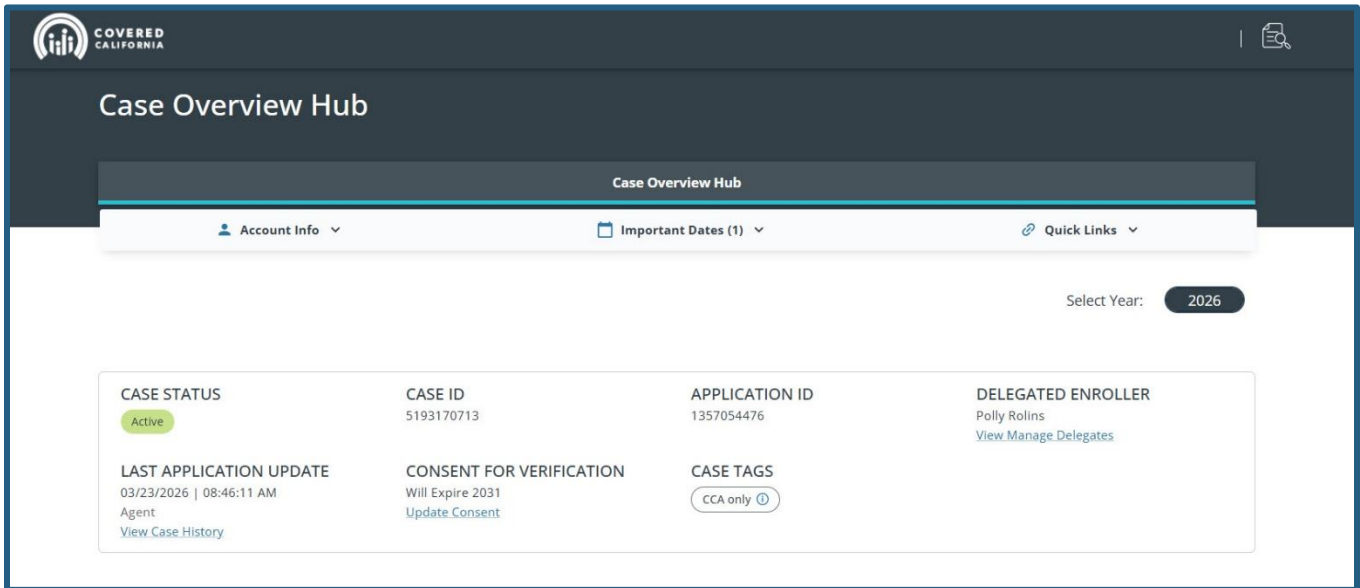 COVERED
CALIFORNIA
Case Overview Hub
Case Overview Hub
Account Info
Important Dates (1)
Quick Links
Select Year:
2026
CASE STATUS
Active
CASE ID
5193170713
APPLICATION ID
1357054476
DELEGATED ENROLLER
Polly Rolins
View Manage Delegates
LAST APPLICATION UPDATE
03/23/2026 | 08:46:11 AM
Agent
View Case History
CONSENT FOR VERIFICATION
Will Expire 2031
Update Consent
CASE TAGS
CCA only